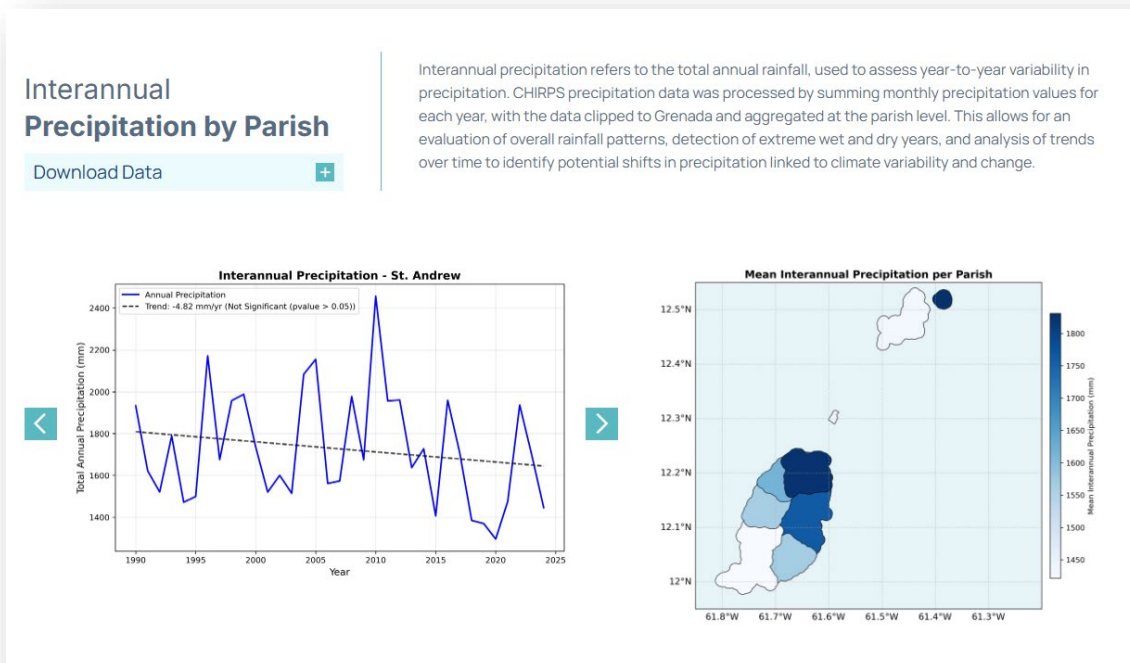 Interannual
Precipitation by Parish
Download Data
+
Interannual precipitation refers to the total annual rainfall, used to assess year-to-year variability in
precipitation. CHIRPS precipitation data was processed by summing monthly precipitation values for
each year, with the data clipped to Grenada and aggregated at the parish level. This allows for an
evaluation of overall rainfall patterns, detection of extreme wet and dry years, and analysis of trends
over time to identify potential shifts in precipitation linked to climate variability and change.
Interannual Precipitation - St. Andrew
Annual Precipitation
Trend: -4.82 mm/yr (Not Significant (pvalue > 0.05))
Total Annual Precipitation (mm)
2400
2200
2000
1800
1600
1400
1990
1995
2000
2005
2010
2015
2020
2025
Year
Mean Interannual Precipitation per Parish
12.5°N
12.4°N
12.3°N
12.2°N
12.1°N
12°N
61.8°W
61.7°W
61.6°W
61.5°W
61.4°W
61.3°W
1800
1750
1700
1650
1600
1550
1500
1450
Mean Interannual Precipitation (mm)